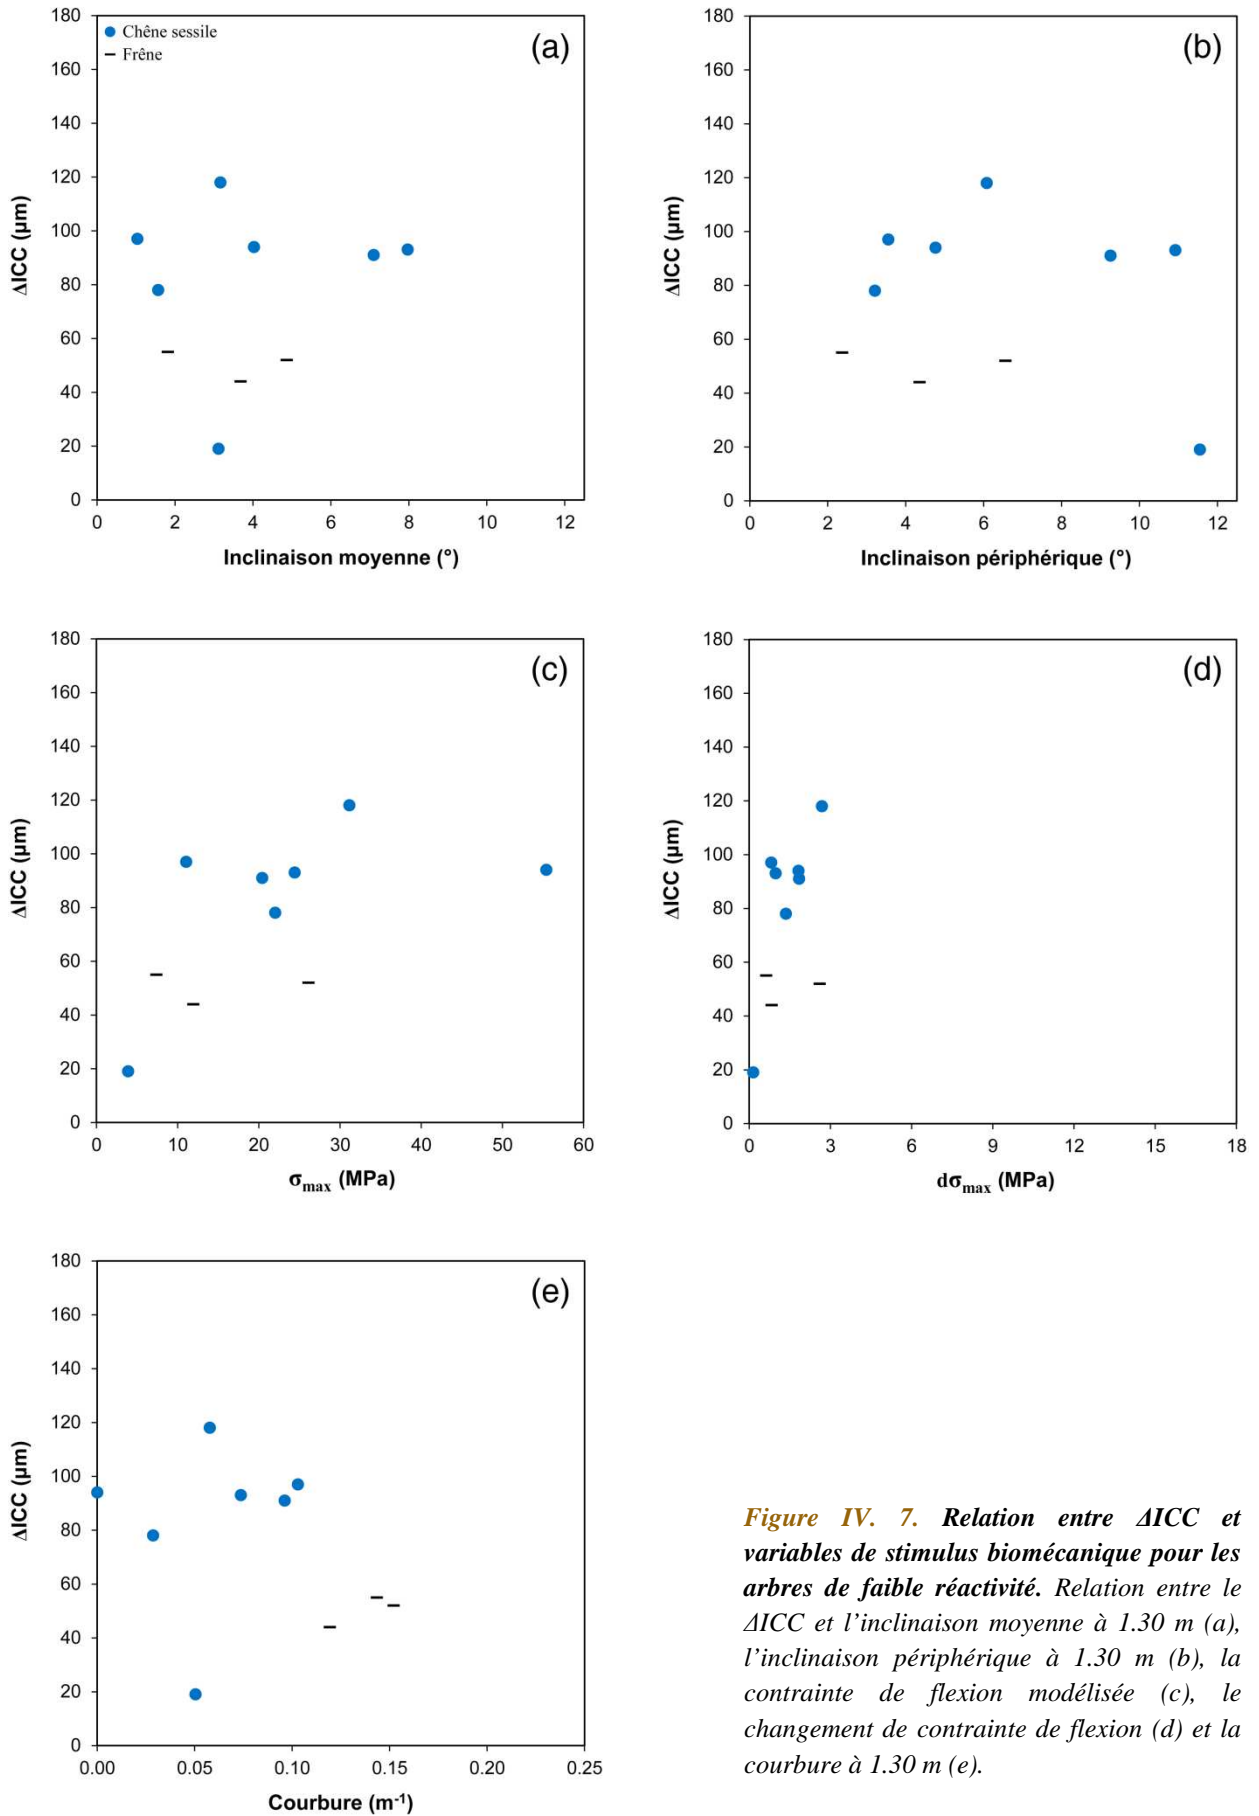 180
160
140
120
100
80
60
40
20
0
ΔICC (µm)
Chêne sessile
Frêne
(a)
0 2 4 6 8 10 12
Inclinaison moyenne (°)
180
160
140
120
100
80
60
40
20
0
ΔICC (µm)
(b)
0 2 4 6 8 10 12
Inclinaison périphérique (°)
180
160
140
120
100
80
60
40
20
0
ΔICC (µm)
(c)
0 10 20 30 40 50 60
σmax (MPa)
180
160
140
120
100
80
60
40
20
0
ΔICC (µm)
(d)
0 3 6 9 12 15 18
dσmax (MPa)
180
160
140
120
100
80
60
40
20
0
ΔICC (µm)
(e)
0.00 0.05 0.10 0.15 0.20 0.25
Courbure (m⁻¹)
Figure IV. 7. Relation entre ΔICC et
variables de stimulus biomécanique pour les
arbres de faible réactivité. Relation entre le
ΔICC et l’inclinaison moyenne à 1.30 m (a),
l’inclinaison périphérique à 1.30 m (b), la
contrainte de flexion modélisée (c), le
changement de contrainte de flexion (d) et la
courbure à 1.30 m (e).